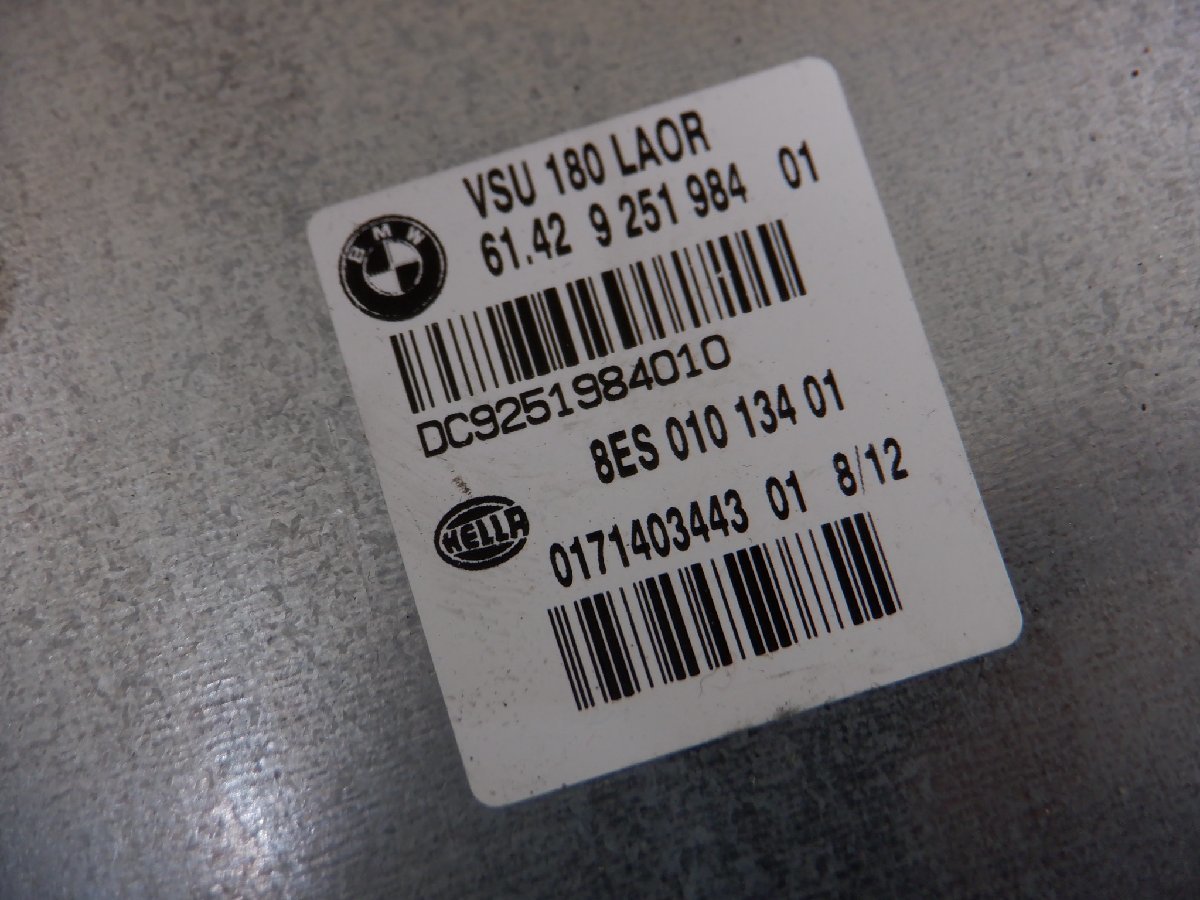 VSU 180 LAOR
BMW
61.42 9 251 984 01
DC9251984010
8ES 010 134 01
HELLA
0171403443 01 8/12